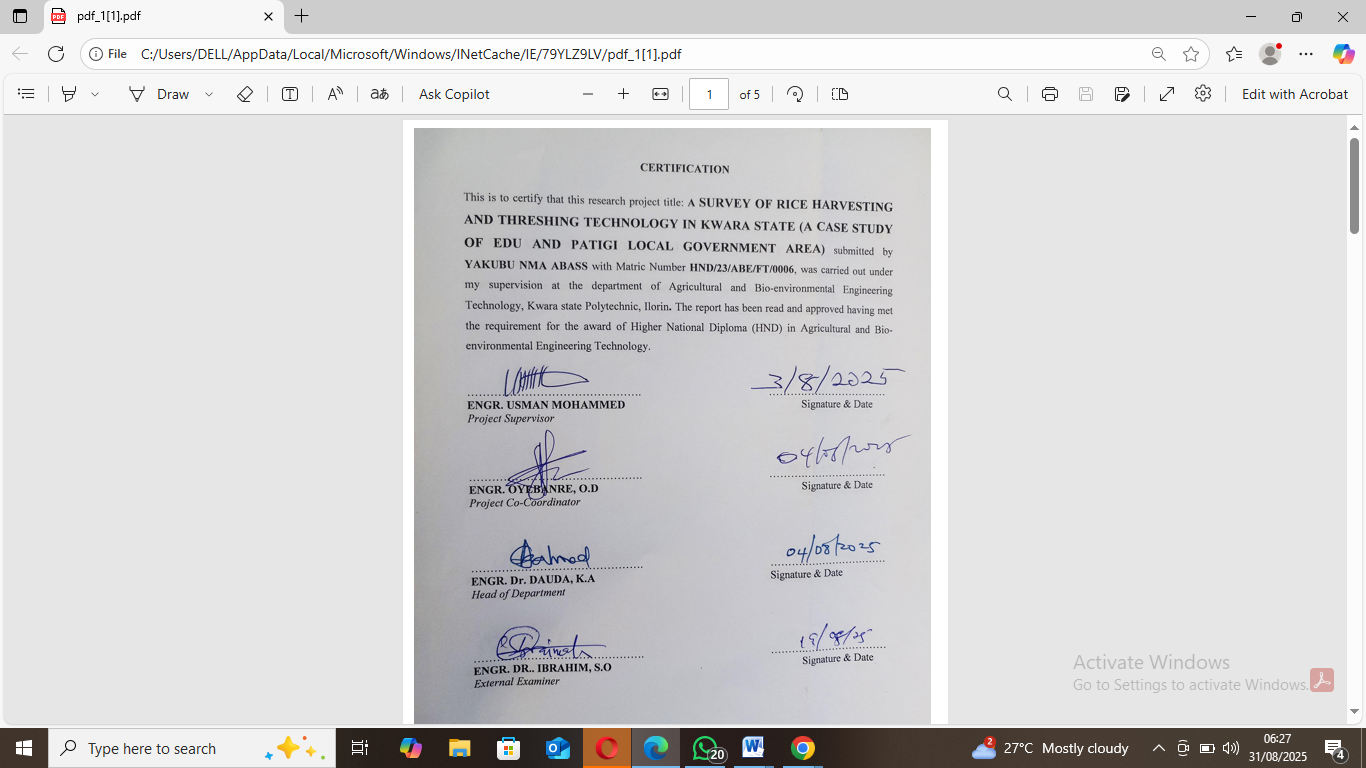 pdf_1[1].pdf
File C:/Users/DELL/AppData/Local/Microsoft/Windows/INetCache/IE/79YLZ9LV/pdf_1[1].pdf
Draw Ask Copilot 1 of 5 Edit with Acrobat
CERTIFICATION
This is to certify that this research project title: A SURVEY OF RICE HARVESTING
AND THRESHING TECHNOLOGY IN KWARA STATE (A CASE STUDY
OF EDU AND PATIGI LOCAL GOVERNMENT AREA) submitted by
YAKUBU NMA ABASS with Matric Number HND/23/ABE/FT/0006, was carried out under
my supervision at the department of Agricultural and Bio-environmental Engineering
Technology, Kwara state Polytechnic, Ilorin. The report has been read and approved having met
the requirement for the award of Higher National Diploma (HND) in Agricultural and Bio-
environmental Engineering Technology.
3/8/2025
ENGR. USMAN MOHAMMED Signature & Date
Project Supervisor
04/08/2025
ENGR. OYEBANRE, O.D Signature & Date
Project Co-Coordinator
04/08/2025
ENGR. Dr. DAUDA, K.A Signature & Date
Head of Department
19/08/25
ENGR. DR.. IBRAHIM, S.O Signature & Date
External Examiner
Activate Windows
Go to Settings to activate Windows.
Type here to search 20 2 27°C Mostly cloudy 06:27
31/08/2025 4